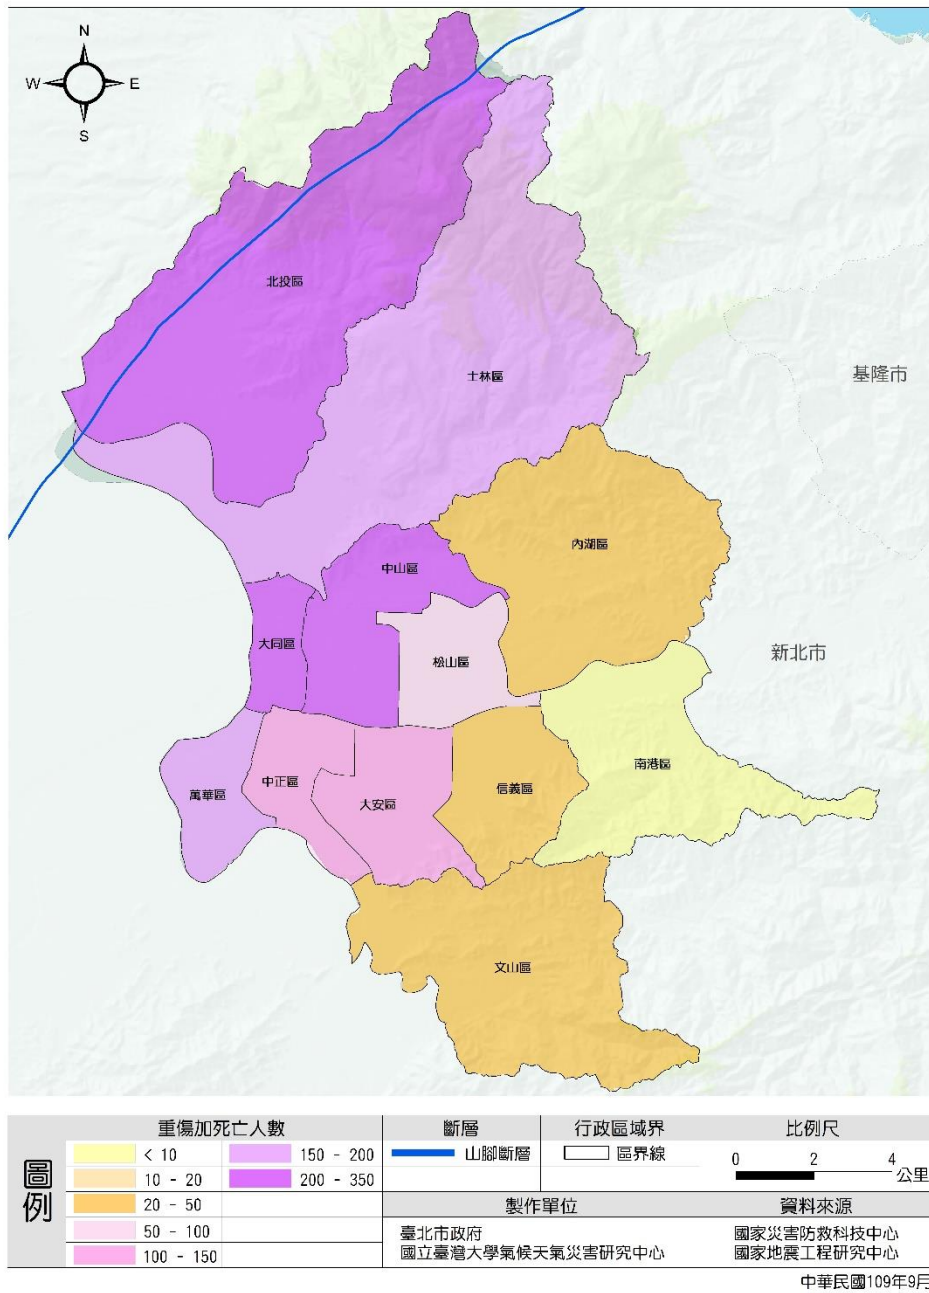 N
W E
S
北投區
士林區
基隆市
內湖區
中山區
大同區
松山區
新北市
南港區
萬華區
中正區
大安區
信義區
文山區
圖例
重傷加死亡人數
< 10
10 - 20
20 - 50
50 - 100
100 - 150
150 - 200
200 - 350
斷層
山腳斷層
行政區域界
區界線
比例尺
0 2 4
公里
製作單位
臺北市政府
國立臺灣大學氣候天氣災害研究中心
資料來源
國家災害防救科技中心
國家地震工程研究中心
中華民國109年9月